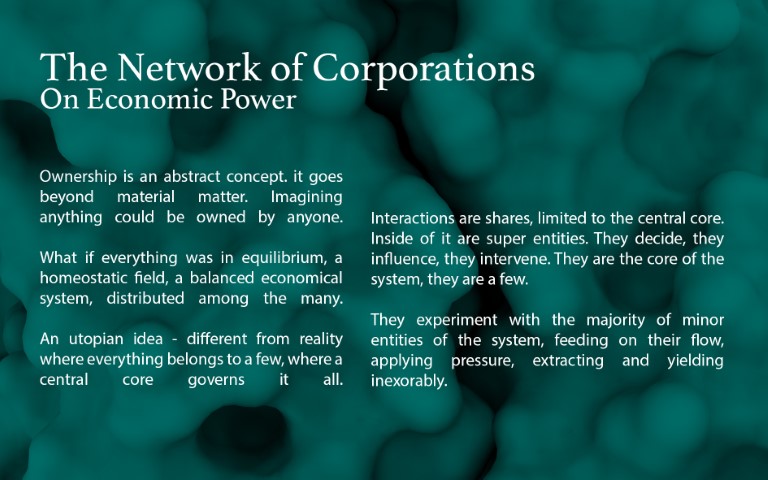 The Network of Corporations
On Economic Power
Ownership is an abstract concept. it goes
beyond material matter. Imagining
anything could be owned by anyone.
What if everything was in equilibrium, a
homeostatic field, a balanced economical
system, distributed among the many.
An utopian idea - different from reality
where everything belongs to a few, where a
central core governs it all.
Interactions are shares, limited to the central core.
Inside of it are super entities. They decide, they
influence, they intervene. They are the core of the
system, they are a few.
They experiment with the majority of minor
entities of the system, feeding on their flow,
applying pressure, extracting and yielding
inexorably.